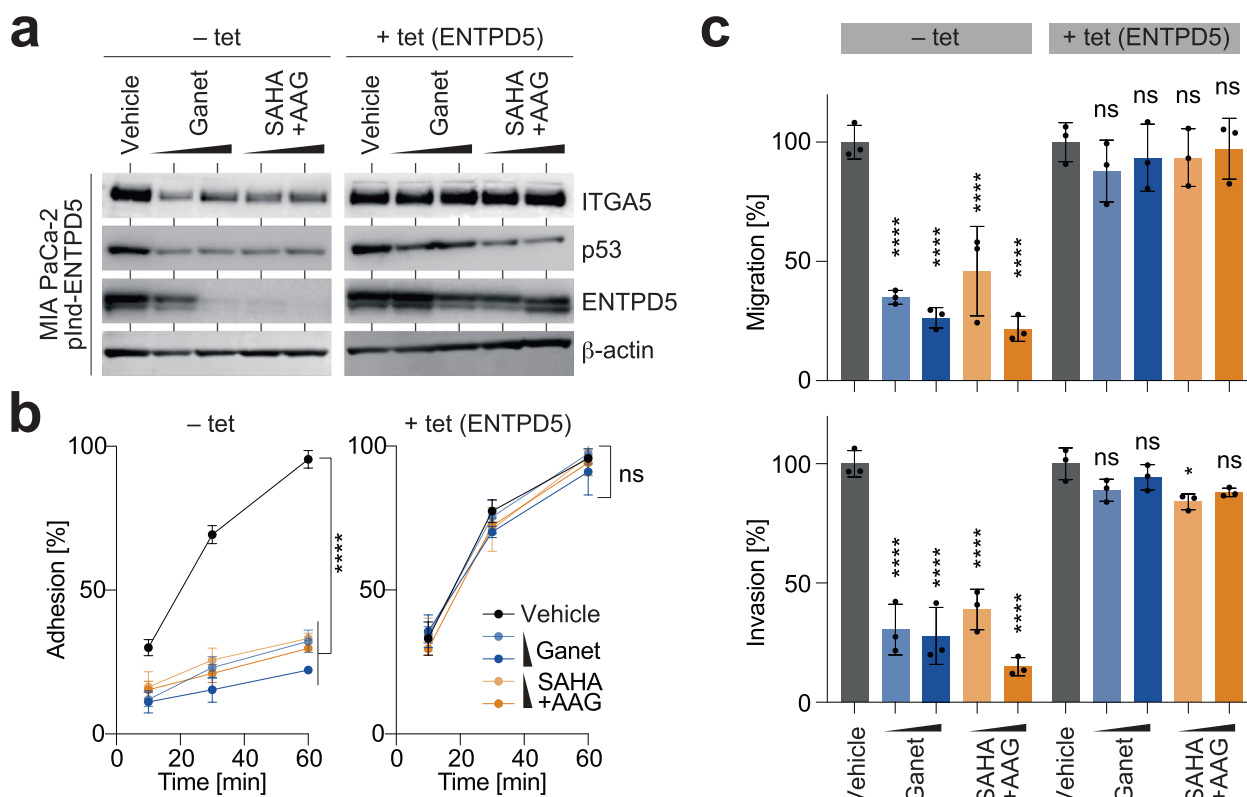 a
– tet
+ tet (ENTPD5)
Vehicle
Ganet
SAHA
+AAG
Vehicle
Ganet
SAHA
+AAG
MIA PaCa-2
pInd-ENTPD5
ITGA5
p53
ENTPD5
β-actin
b
– tet
+ tet (ENTPD5)
Adhesion [%]
100
50
0
0 20 40 60
Time [min]
****
100
50
0
0 20 40 60
Time [min]
ns
Vehicle
Ganet
SAHA
+AAG
c
– tet
+ tet (ENTPD5)
Migration [%]
100
50
0
**** **** **** ****
ns ns ns ns
Invasion [%]
100
50
0
**** **** **** ****
ns ns * ns
Vehicle
Ganet
SAHA
+AAG
Vehicle
Ganet
SAHA
+AAG